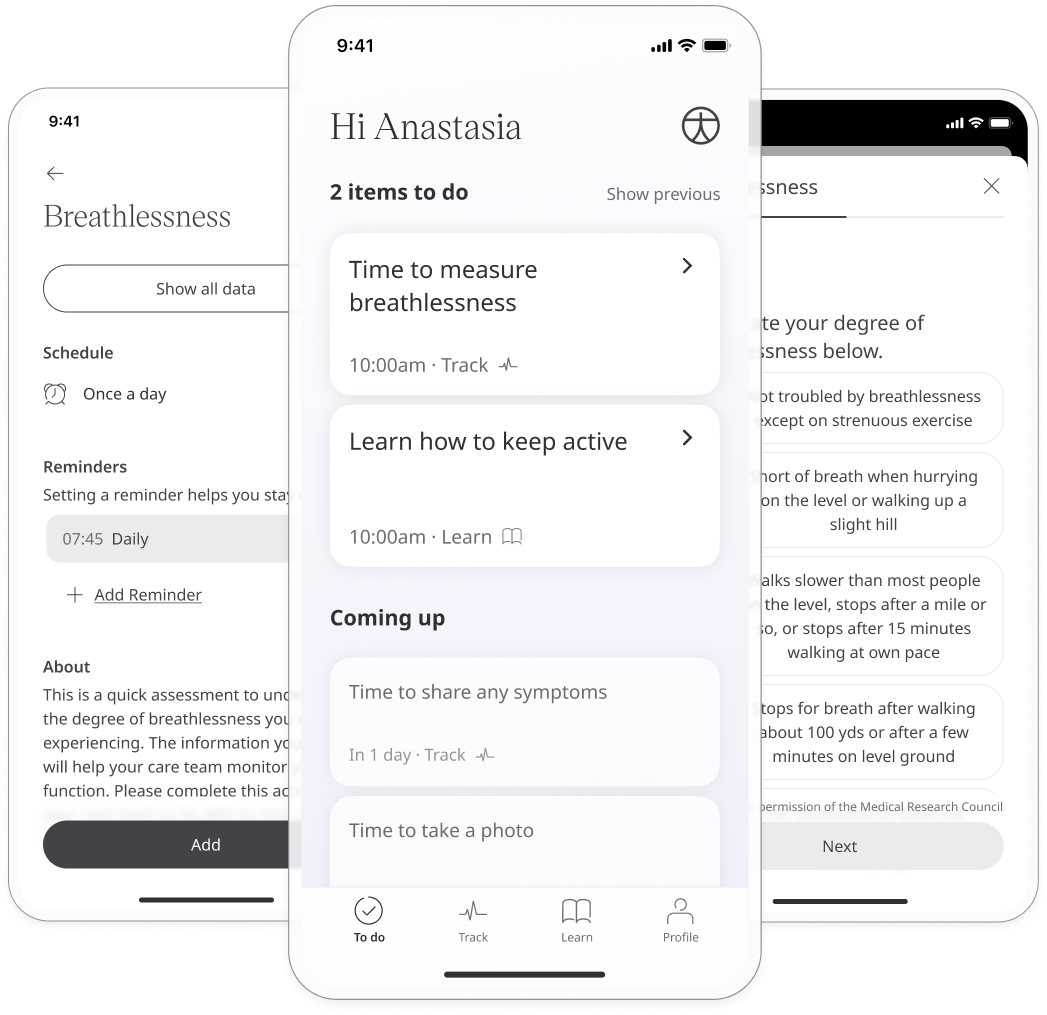 9:41
Breathlessness
Show all data
Schedule
Once a day
Reminders
Setting a reminder helps you stay
07:45 Daily
Add Reminder
About
This is a quick assessment to
the degree of breathlessness you
experiencing. The information
will help your care team monitor
function. Please complete this
Add
9:41
Hi Anastasia
2 items to do
Show previous
Time to measure
breathlessness
10:00am · Track
Learn how to keep active
10:00am · Learn
Coming up
Time to share any symptoms
In 1 day · Track
Time to take a photo
To do
Track
Learn
Profile
ssness
te your degree of
ssness below.
ot troubled by breathlessness
except on strenuous exercise
hort of breath when hurrying
on the level or walking up a
slight hill
alks slower than most people
the level, stops after a mile or
so, or stops after 15 minutes
walking at own pace
tops for breath after walking
about 100 yds or after a few
minutes on level ground
permission of the Medical Research Council
Next